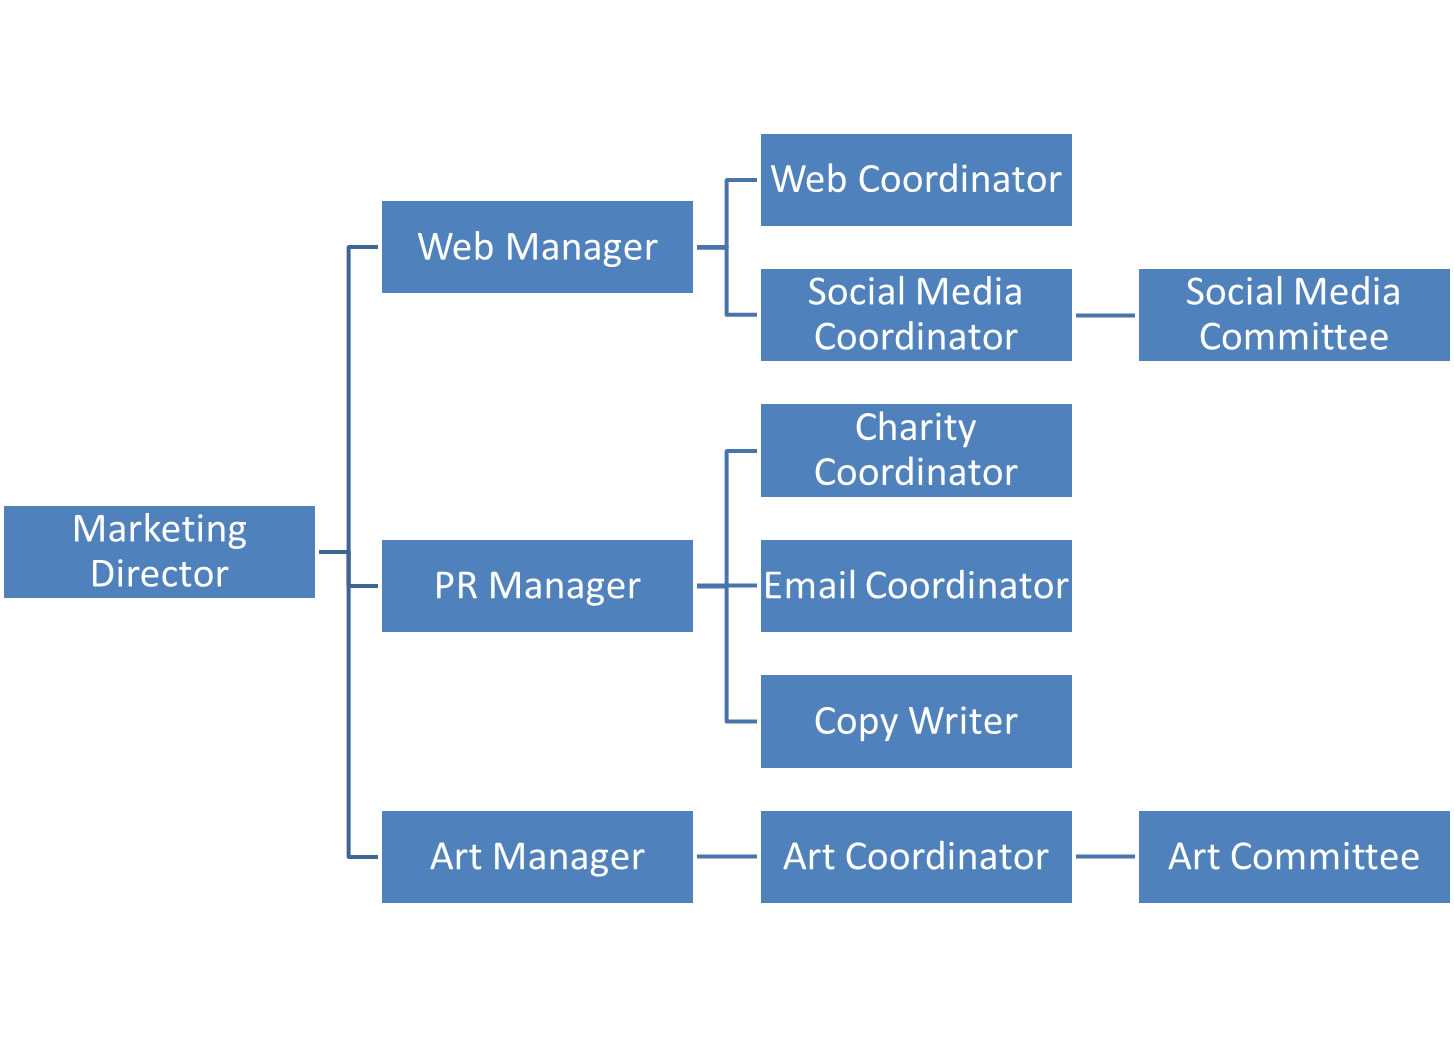 Web Coordinator
Web Manager
Social Media
Coordinator
Social Media
Committee
Charity
Coordinator
Marketing
Director
PR Manager
Email Coordinator
Copy Writer
Art Manager
Art Coordinator
Art Committee